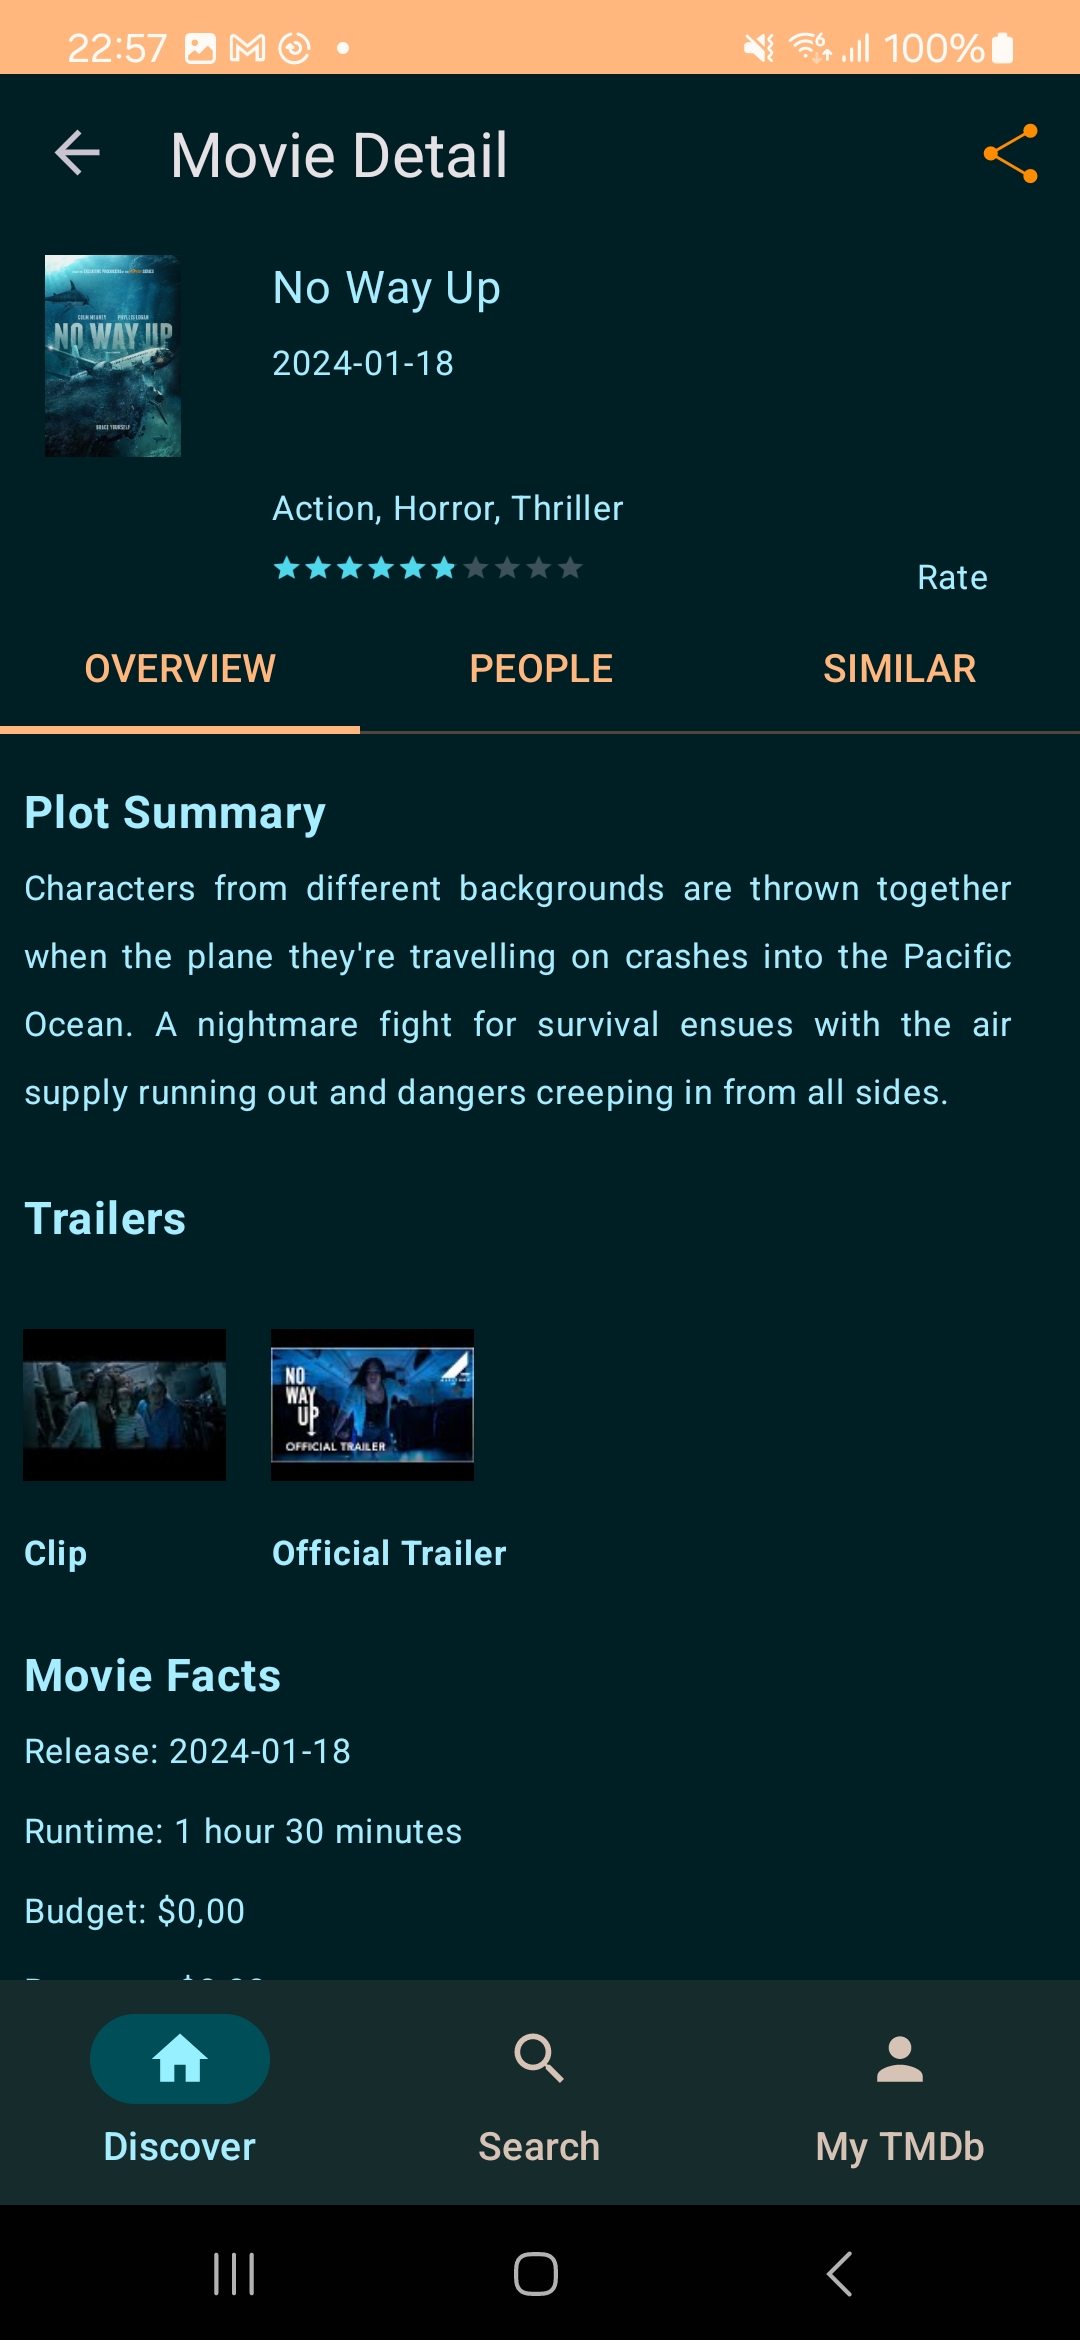 22:57
100%
Movie Detail
NO WAY UP
No Way Up
2024-01-18
Action, Horror, Thriller
Rate
OVERVIEW PEOPLE SIMILAR
Plot Summary
Characters from different backgrounds are thrown together
when the plane they're travelling on crashes into the Pacific
Ocean. A nightmare fight for survival ensues with the air
supply running out and dangers creeping in from all sides.
Trailers
NO
WAY
UP
OFFICIAL TRAILER
Clip
Official Trailer
Movie Facts
Release: 2024-01-18
Runtime: 1 hour 30 minutes
Budget: $0,00
Discover
Search
My TMDb